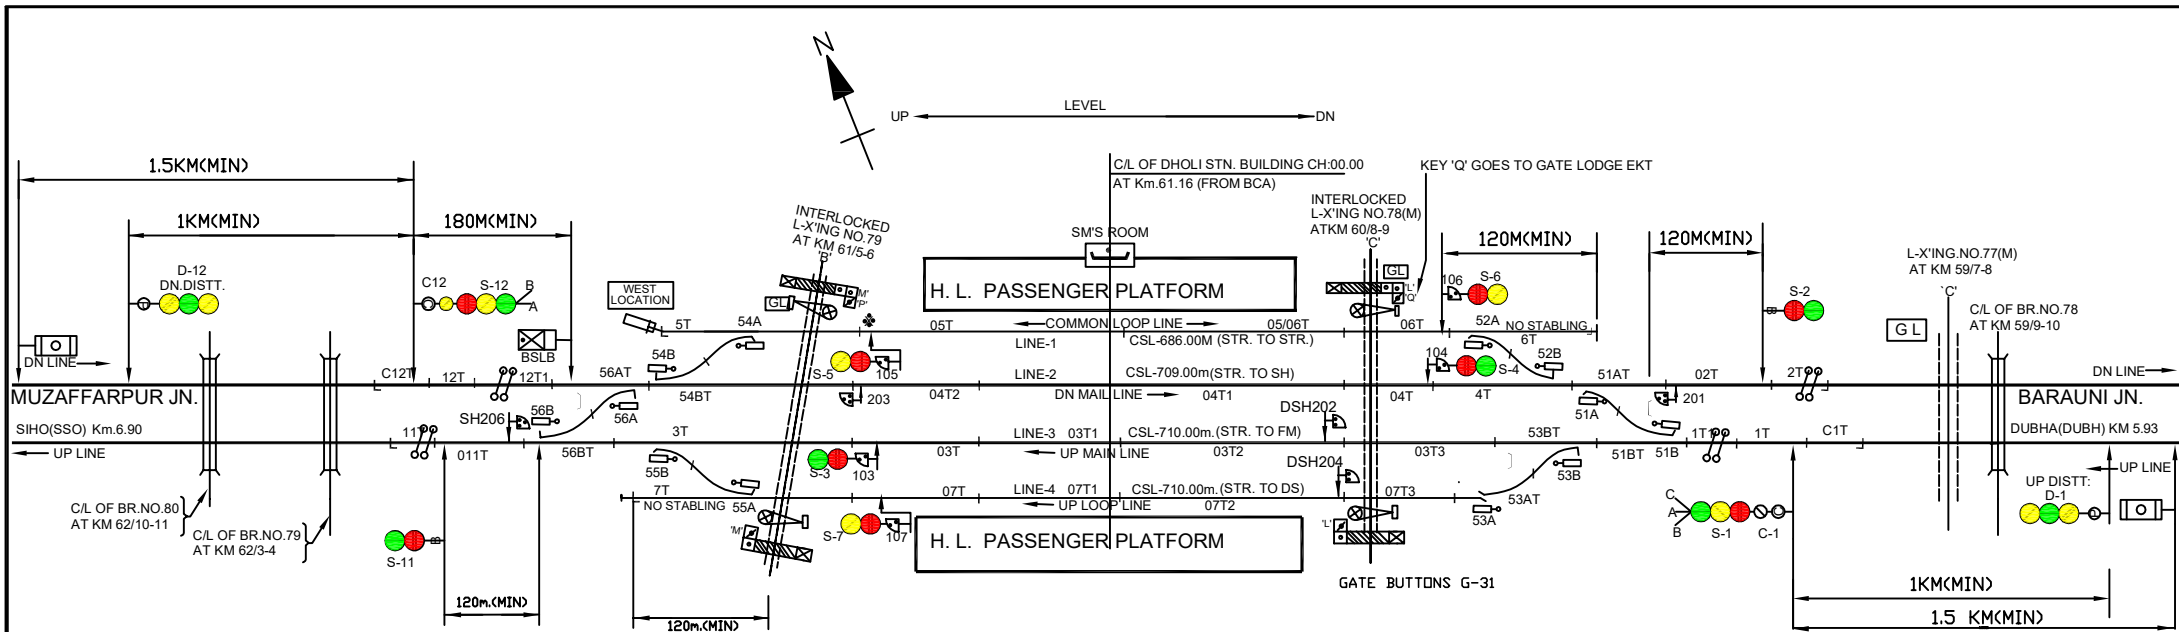 N
UP
LEVEL
DN
1.5KM(MIN)
1KM(MIN)
180M(MIN)
C/L OF DHOLI STN. BUILDING CH:00.00
AT Km.61.16 (FROM BCA)
KEY 'Q' GOES TO GATE LODGE EKT
INTERLOCKED
L-X'ING NO.79
AT KM 61/5-6
'B'
INTERLOCKED
L-X'ING NO.78(M)
ATKM 60/8-9
'C'
SM'S ROOM
120M(MIN)
120M(MIN)
L-X'ING.NO.77(M)
AT KM 59/7-8
'C'
D-12
DN.DISTT.
C12
S-12
B
A
WEST
LOCATION
GL
'M'
'P'
H. L. PASSENGER PLATFORM
GL
'L'
'Q'
106
S-6
S-2
B
G L
C/L OF BR.NO.78
AT KM 59/9-10
5T
54A
05T
COMMON LOOP LINE
05/06T
06T
52A
NO STABLING
6T
LINE-1
CSL-686.00M (STR. TO STR.)
BSLB
54B
S-5
105
104
S-4
52B
DN LINE
C12T
12T
12T1
56AT
LINE-2
CSL-709.00m(STR. TO SH)
51AT
02T
2T
DN LINE
MUZAFFARPUR JN.
54BT
203
04T2
DN MAIL LINE
04T1
04T
4T
201
BARAUNI JN.
SH206
56B
56A
DSH202
51A
SIHO(SSO) Km.6.90
11T
3T
LINE-3
03T1
CSL-710.00m.(STR. TO FM)
53BT
1T1
1T
C1T
DUBHA(DUBH) KM 5.93
UP LINE
011T
56BT
03T
UP MAIN LINE
03T2
03T3
51BT
51B
55B
S-3
103
DSH204
53B
UP LINE
7T
NO STABLING
55A
07T
LINE-4
07T1
CSL-710.00m.(STR. TO DS)
07T3
53AT
UP LOOP LINE
07T2
53A
UP DISTT:
D-1
C/L OF BR.NO.80
AT KM 62/10-11
C/L OF BR.NO.79
AT KM 62/3-4
B
S-11
'M'
S-7
107
H. L. PASSENGER PLATFORM
'L'
C
A
B
S-1
C-1
GATE BUTTONS G-31
120m.(MIN)
120m.(MIN)
1KM(MIN)
1.5 KM(MIN)